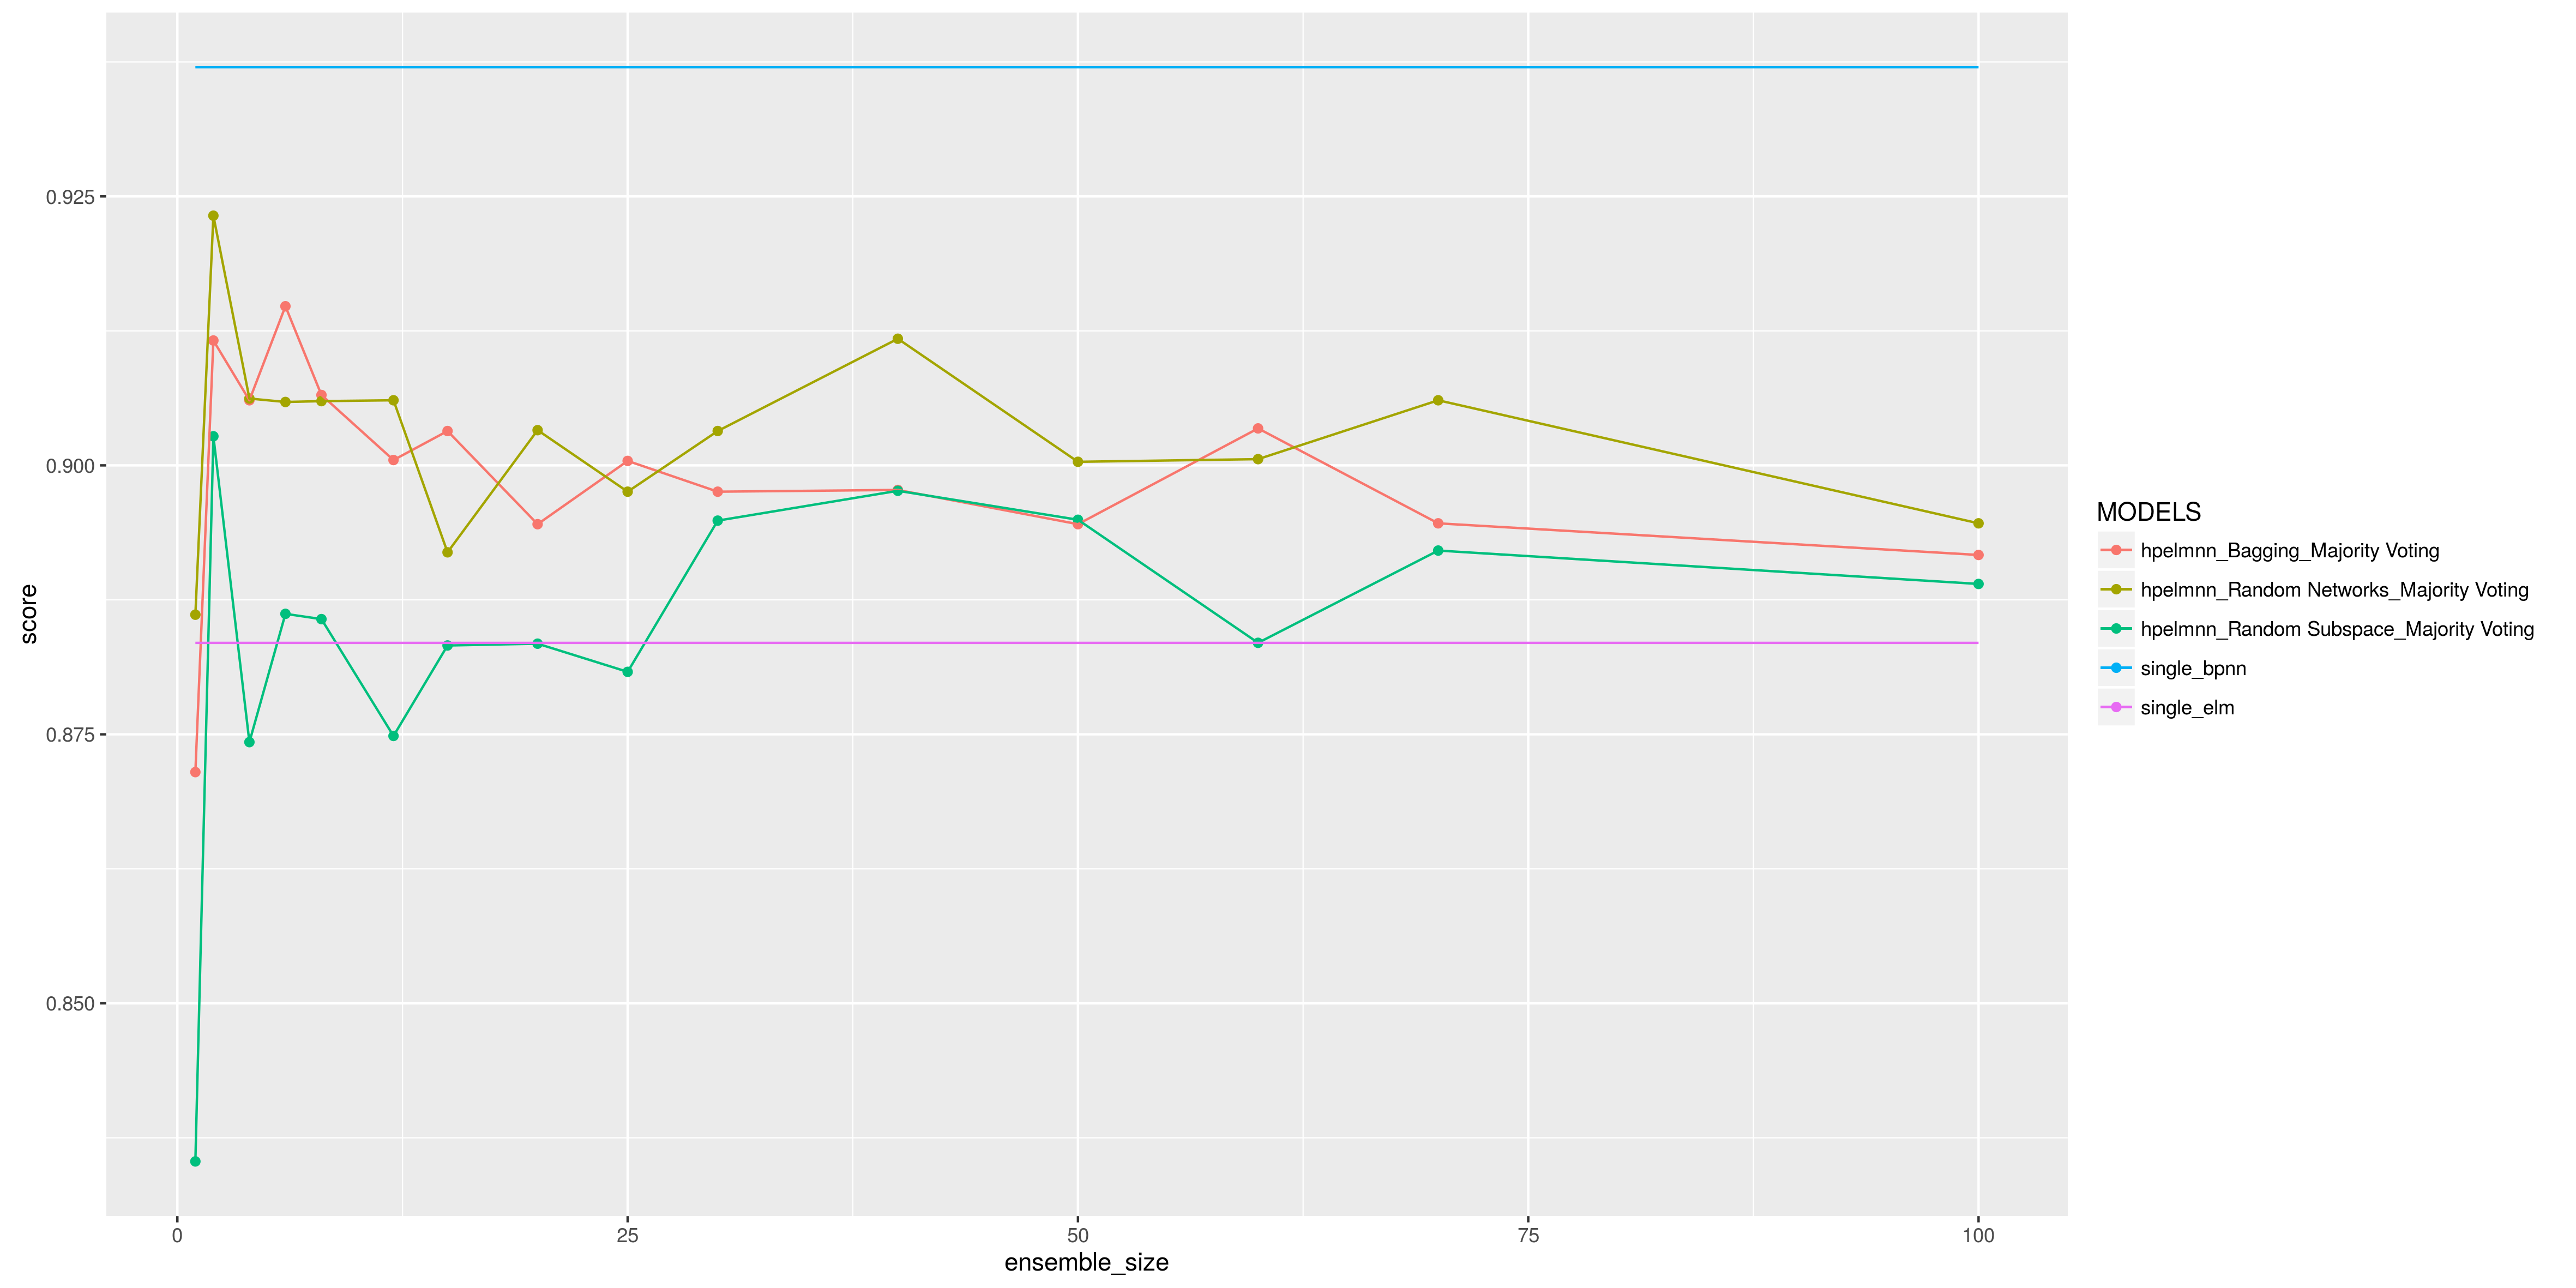 0.925
0.900
0.875
0.850
score
0
25
50
75
100
ensemble_size
MODELS
hpelmnn_Bagging_Majority Voting
hpelmnn_Random Networks_Majority Voting
hpelmnn_Random Subspace_Majority Voting
single_bpnn
single_elm